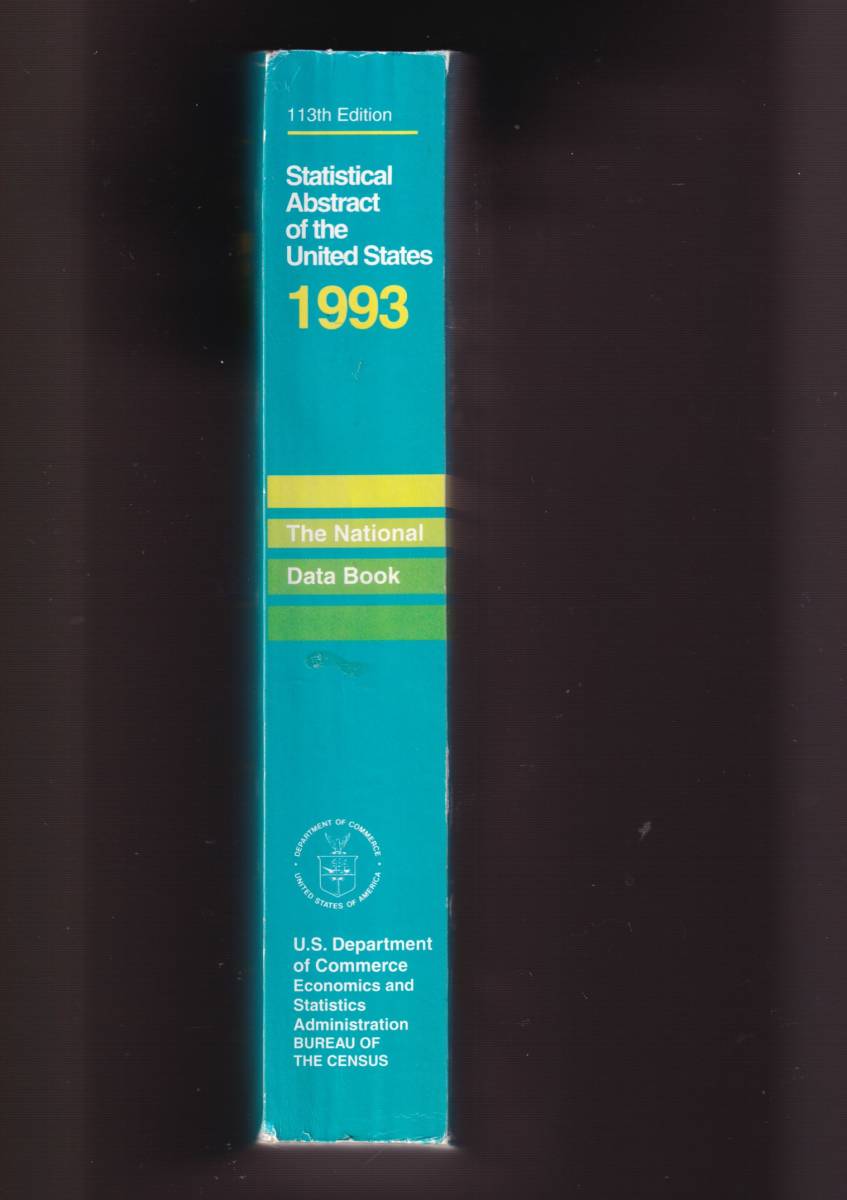 113th Edition
Statistical
Abstract
of the
United States
1993
The National
Data Book
DEPARTMENT OF COMMERCE
UNITED STATES OF AMERICA
U.S. Department
of Commerce
Economics and
Statistics
Administration
BUREAU OF
THE CENSUS